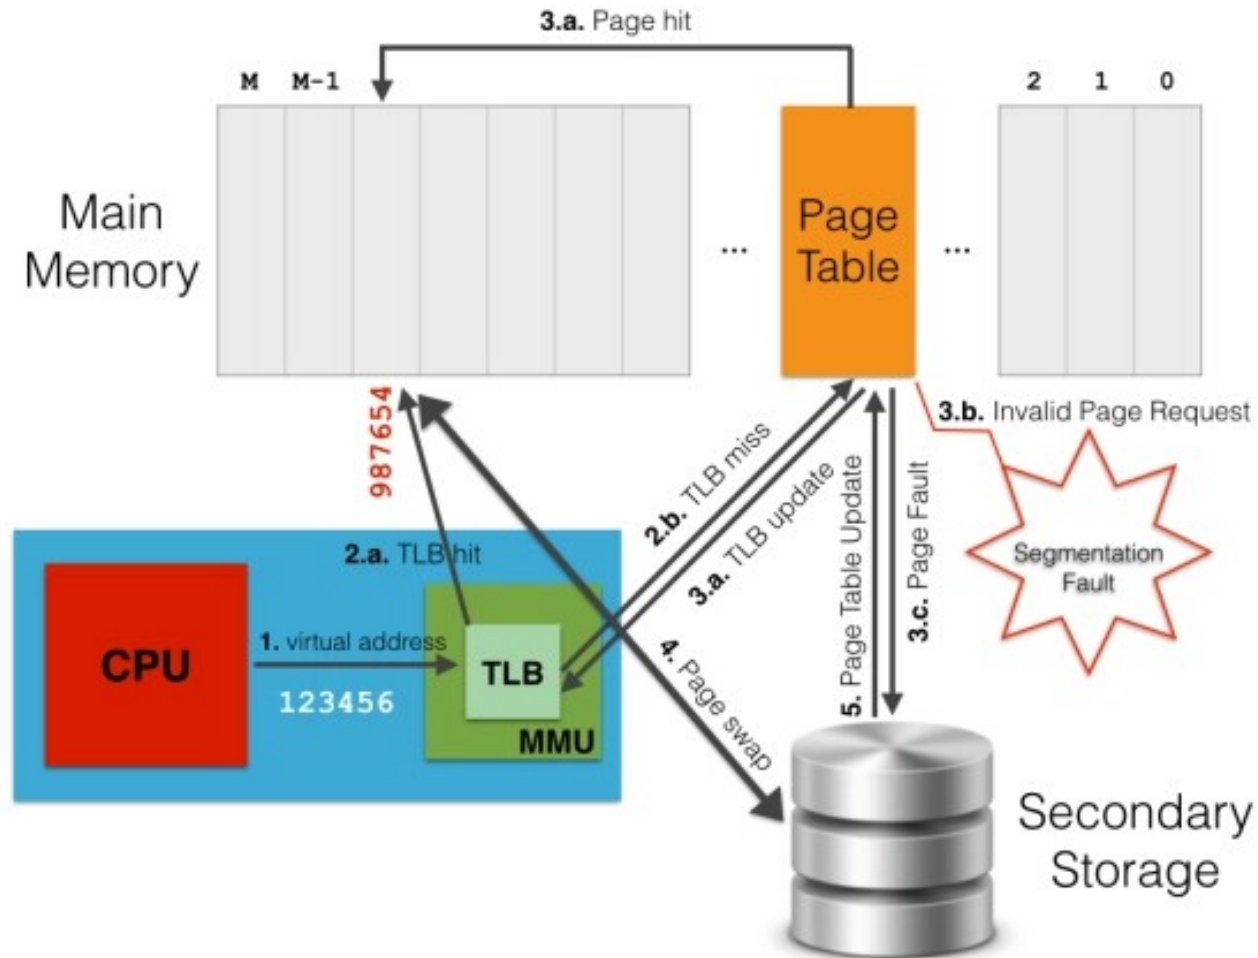 3.a. Page hit
M M-1
2 1 0
Main
Memory
...
Page
Table
...
987654
3.b. Invalid Page Request
Segmentation
Fault
2.b. TLB miss
3.a. TLB update
5. Page Table Update
3.c. Page Fault
2.a. TLB hit
CPU
1. virtual address
123456
TLB
MMU
4. Page swap
Secondary
Storage